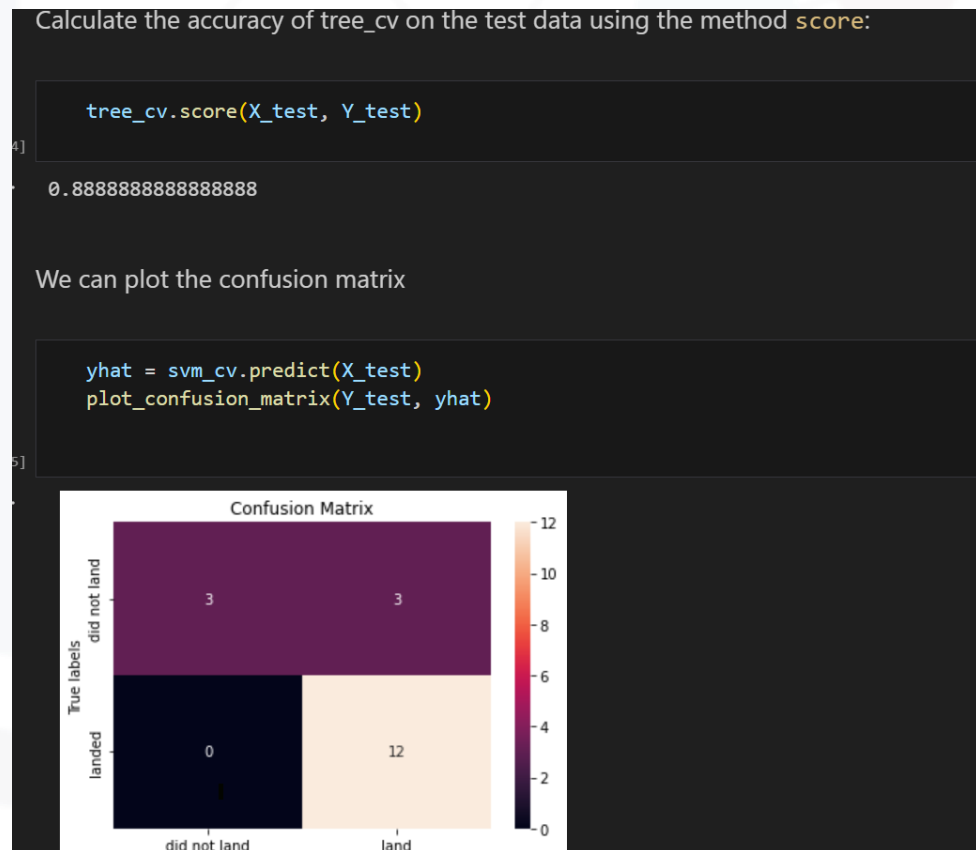 Calculate the accuracy of tree_cv on the test data using the method score:
tree_cv.score(X_test, Y_test)
4]
0.8888888888888888
We can plot the confusion matrix
yhat = svm_cv.predict(X_test)
plot_confusion_matrix(Y_test, yhat)
5]
Confusion Matrix
12
10
8
6
4
2
0
True labels
did not land
landed
3
3
0
12
did not land
land